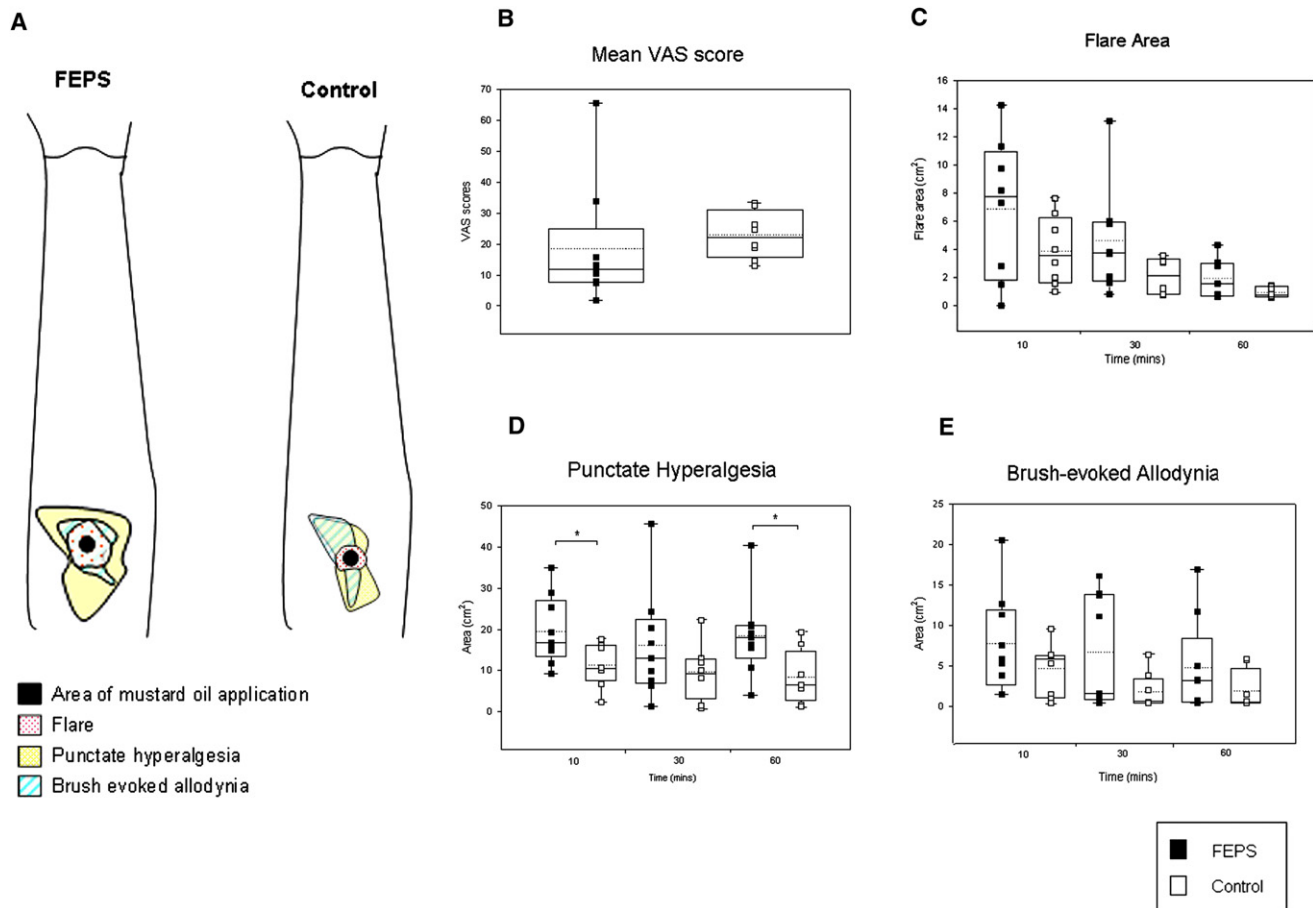 A
FEPS
Control
Area of mustard oil application
Flare
Punctate hyperalgesia
Brush evoked allodynia
B
Mean VAS score
VAS scores
70
60
50
40
30
20
10
0
C
Flare Area
Flare area (cm²)
16
14
12
10
8
6
4
2
0
10 30 60
Time (mins)
D
Punctate Hyperalgesia
Area (cm²)
50
40
30
20
10
0
* *
10 30 60
Time (mins)
E
Brush-evoked Allodynia
Area (cm²)
25
20
15
10
5
0
10 30 60
Time (mins)
FEPS
Control